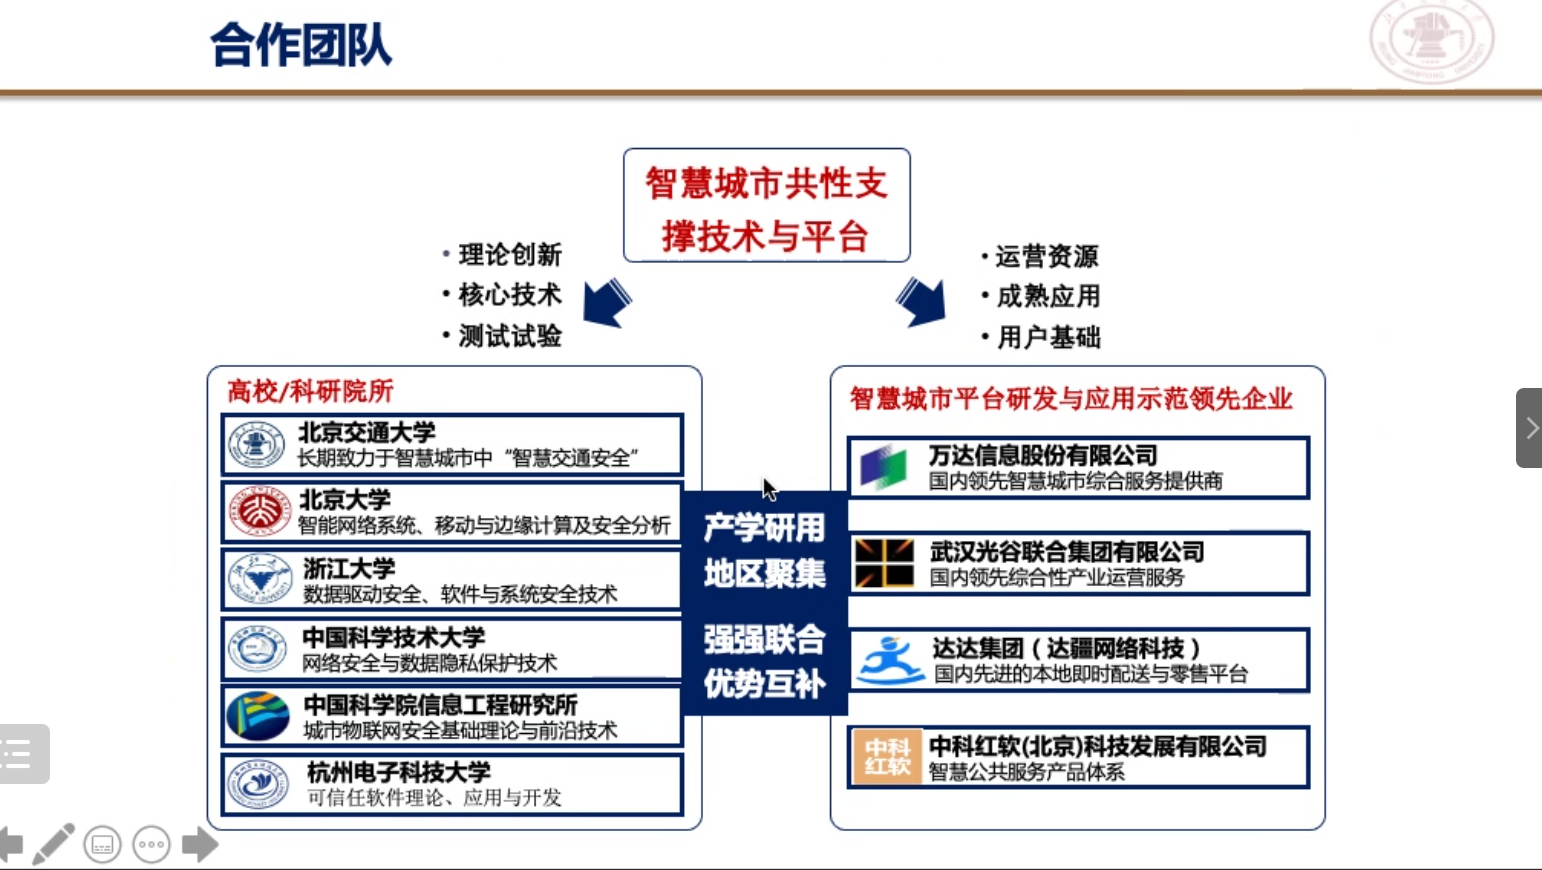 合作团队
智慧城市共性支
撑技术与平台
• 理论创新
• 核心技术
• 测试试验
• 运营资源
• 成熟应用
• 用户基础
高校/科研院所
北京交通大学
长期致力于智慧城市中“智慧交通安全”
北京大学
智能网络系统、移动与边缘计算及安全分析
浙江大学
数据驱动安全、软件与系统安全技术
中国科学技术大学
网络安全与数据隐私保护技术
中国科学院信息工程研究所
城市物联网安全基础理论与前沿技术
杭州电子科技大学
可信任软件理论、应用与开发
产学研用
地区聚集
强强联合
优势互补
智慧城市平台研发与应用示范领先企业
万达信息股份有限公司
国内领先智慧城市综合服务提供商
武汉光谷联合集团有限公司
国内领先综合性产业运营服务
达达集团（达疆网络科技）
国内先进的本地即时配送与零售平台
中科
红软
中科红软(北京)科技发展有限公司
智慧公共服务产品体系